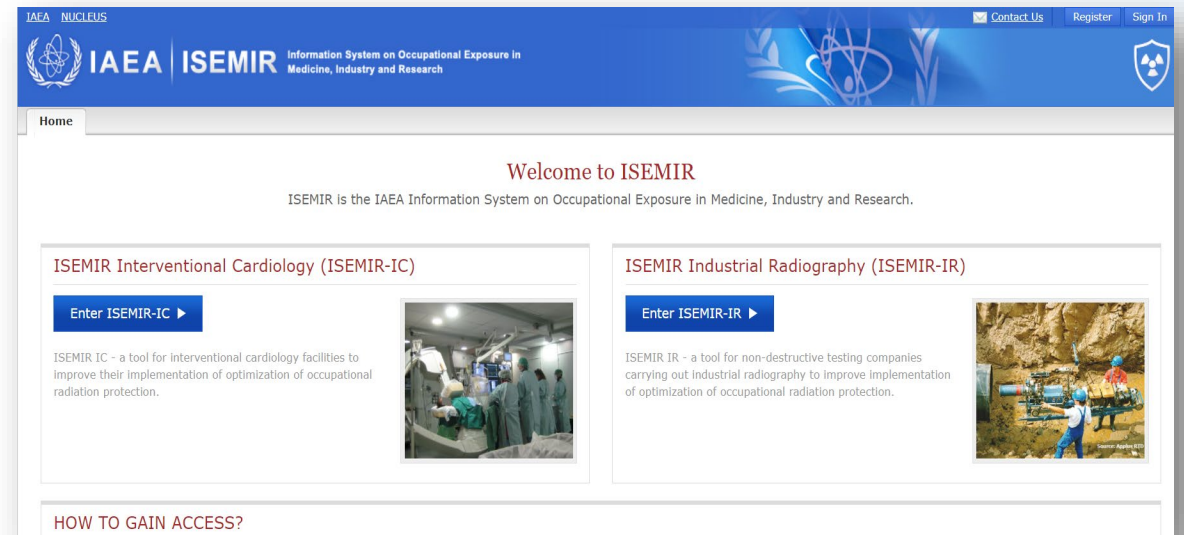 IAEA NUCLEUS
Contact Us Register Sign In
IAEA ISEMIR Information System on Occupational Exposure in
Medicine, Industry and Research
Home
Welcome to ISEMIR
ISEMIR is the IAEA Information System on Occupational Exposure in Medicine, Industry and Research.
ISEMIR Interventional Cardiology (ISEMIR-IC)
Enter ISEMIR-IC
ISEMIR IC - a tool for interventional cardiology facilities to
improve their implementation of optimization of occupational
radiation protection.
ISEMIR Industrial Radiography (ISEMIR-IR)
Enter ISEMIR-IR
ISEMIR IR - a tool for non-destructive testing companies
carrying out industrial radiography to improve implementation
of optimization of occupational radiation protection.
Source: Applus RTD
HOW TO GAIN ACCESS?